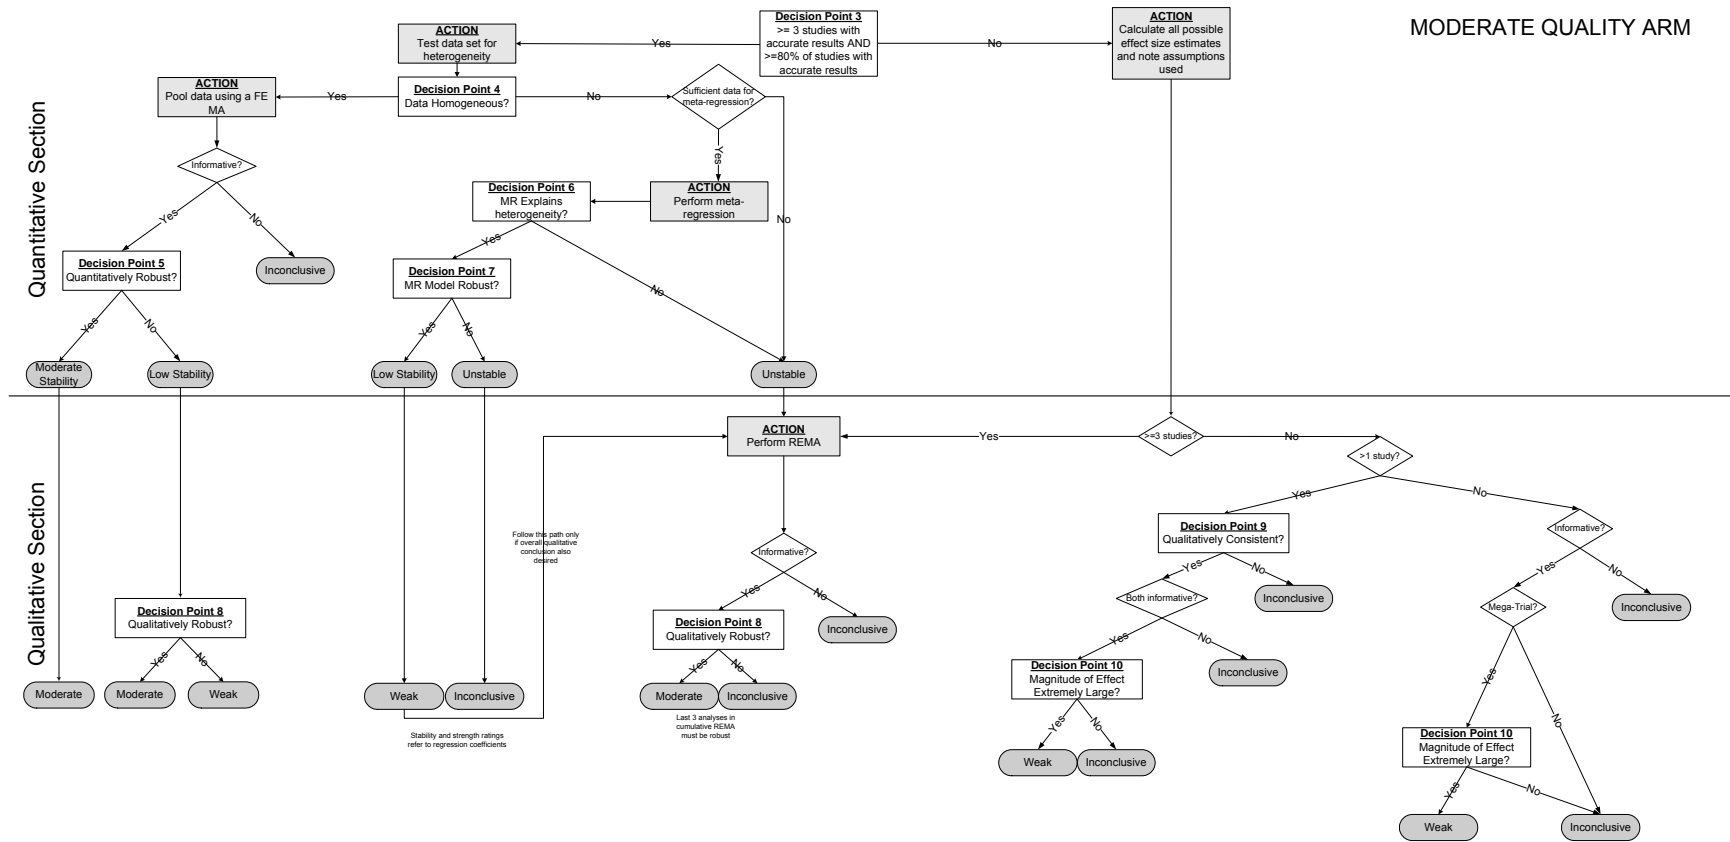 MODERATE QUALITY ARM
Quantitative Section
Decision Point 3
>= 3 studies with
accurate results AND
>=80% of studies with
accurate results
Yes
No
ACTION
Test data set for
heterogeneity
ACTION
Calculate all possible
effect size estimates
and note assumptions
used
Decision Point 4
Data Homogeneous?
Yes
No
ACTION
Pool data using a FE
MA
Sufficient data for
meta-regression?
Yes
No
Informative?
Yes
No
ACTION
Perform meta-
regression
Decision Point 6
MR Explains
heterogeneity?
Yes
No
Decision Point 5
Quantitatively Robust?
Yes
No
Inconclusive
Decision Point 7
MR Model Robust?
Yes
No
Moderate
Stability
Low Stability
Low Stability
Unstable
Unstable
Qualitative Section
ACTION
Perform REMA
>=3 studies?
Yes
No
>1 study?
Yes
No
Follow this path only
if overall qualitative
conclusion also
desired
Informative?
Yes
No
Decision Point 9
Qualitatively Consistent?
Yes
No
Informative?
Yes
No
Decision Point 8
Qualitatively Robust?
Yes
No
Decision Point 8
Qualitatively Robust?
Yes
No
Inconclusive
Both informative?
Yes
No
Inconclusive
Mega-Trial?
Yes
No
Inconclusive
Moderate
Moderate
Weak
Weak
Inconclusive
Moderate
Inconclusive
Last 3 analyses in
cumulative REMA
must be robust
Stability and strength ratings
refer to regression coefficients
Decision Point 10
Magnitude of Effect
Extremely Large?
Yes
No
Inconclusive
Weak
Inconclusive
Decision Point 10
Magnitude of Effect
Extremely Large?
Yes
No
Weak
Inconclusive